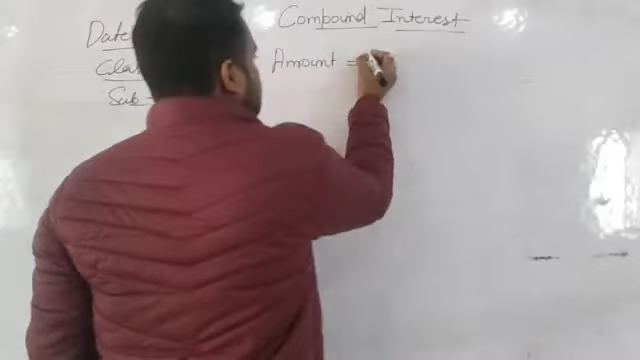 Compound Interest
Date
Amount =
Sub -